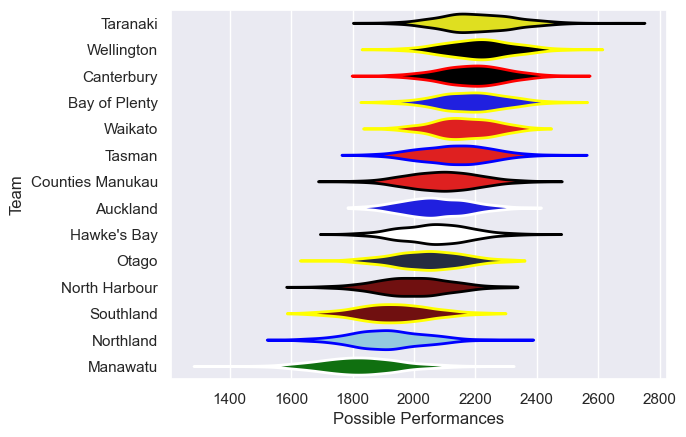 Taranaki
Wellington
Canterbury
Bay of Plenty
Waikato
Tasman
Counties Manukau
Auckland
Hawke's Bay
Otago
North Harbour
Southland
Northland
Manawatu
Team
1400 1600 1800 2000 2200 2400 2600 2800
Possible Performances